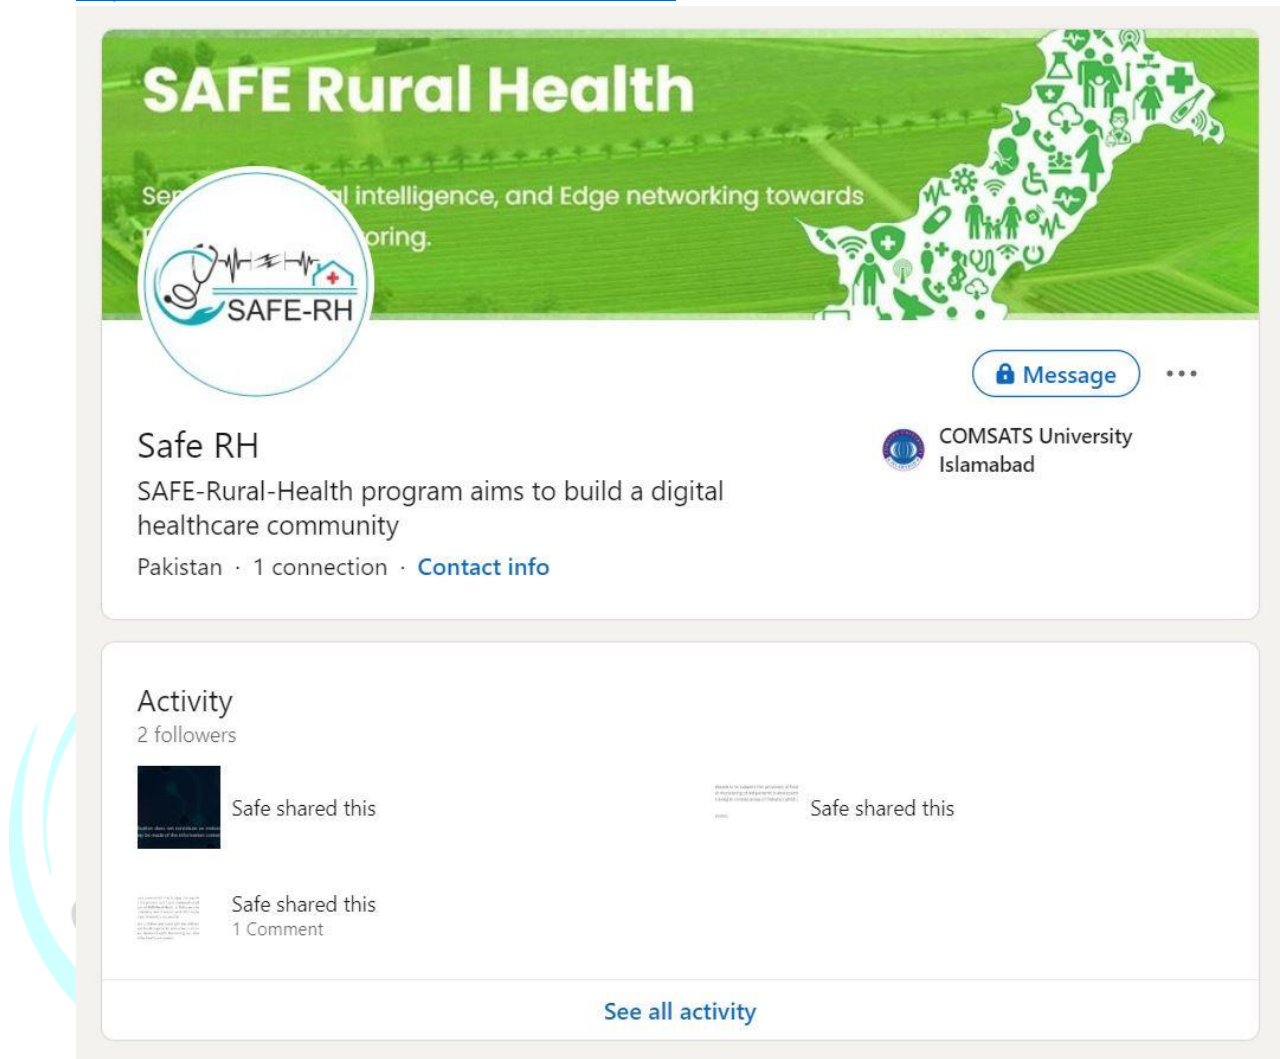 SAFE Rural Health
intelligence, and Edge networking towards
SAFE-RH
Message
Safe RH
COMSATS University
Islamabad
SAFE-Rural-Health program aims to build a digital
healthcare community
Pakistan · 1 connection · Contact info
Activity
2 followers
Safe shared this
Safe shared this
Safe shared this
1 Comment
See all activity